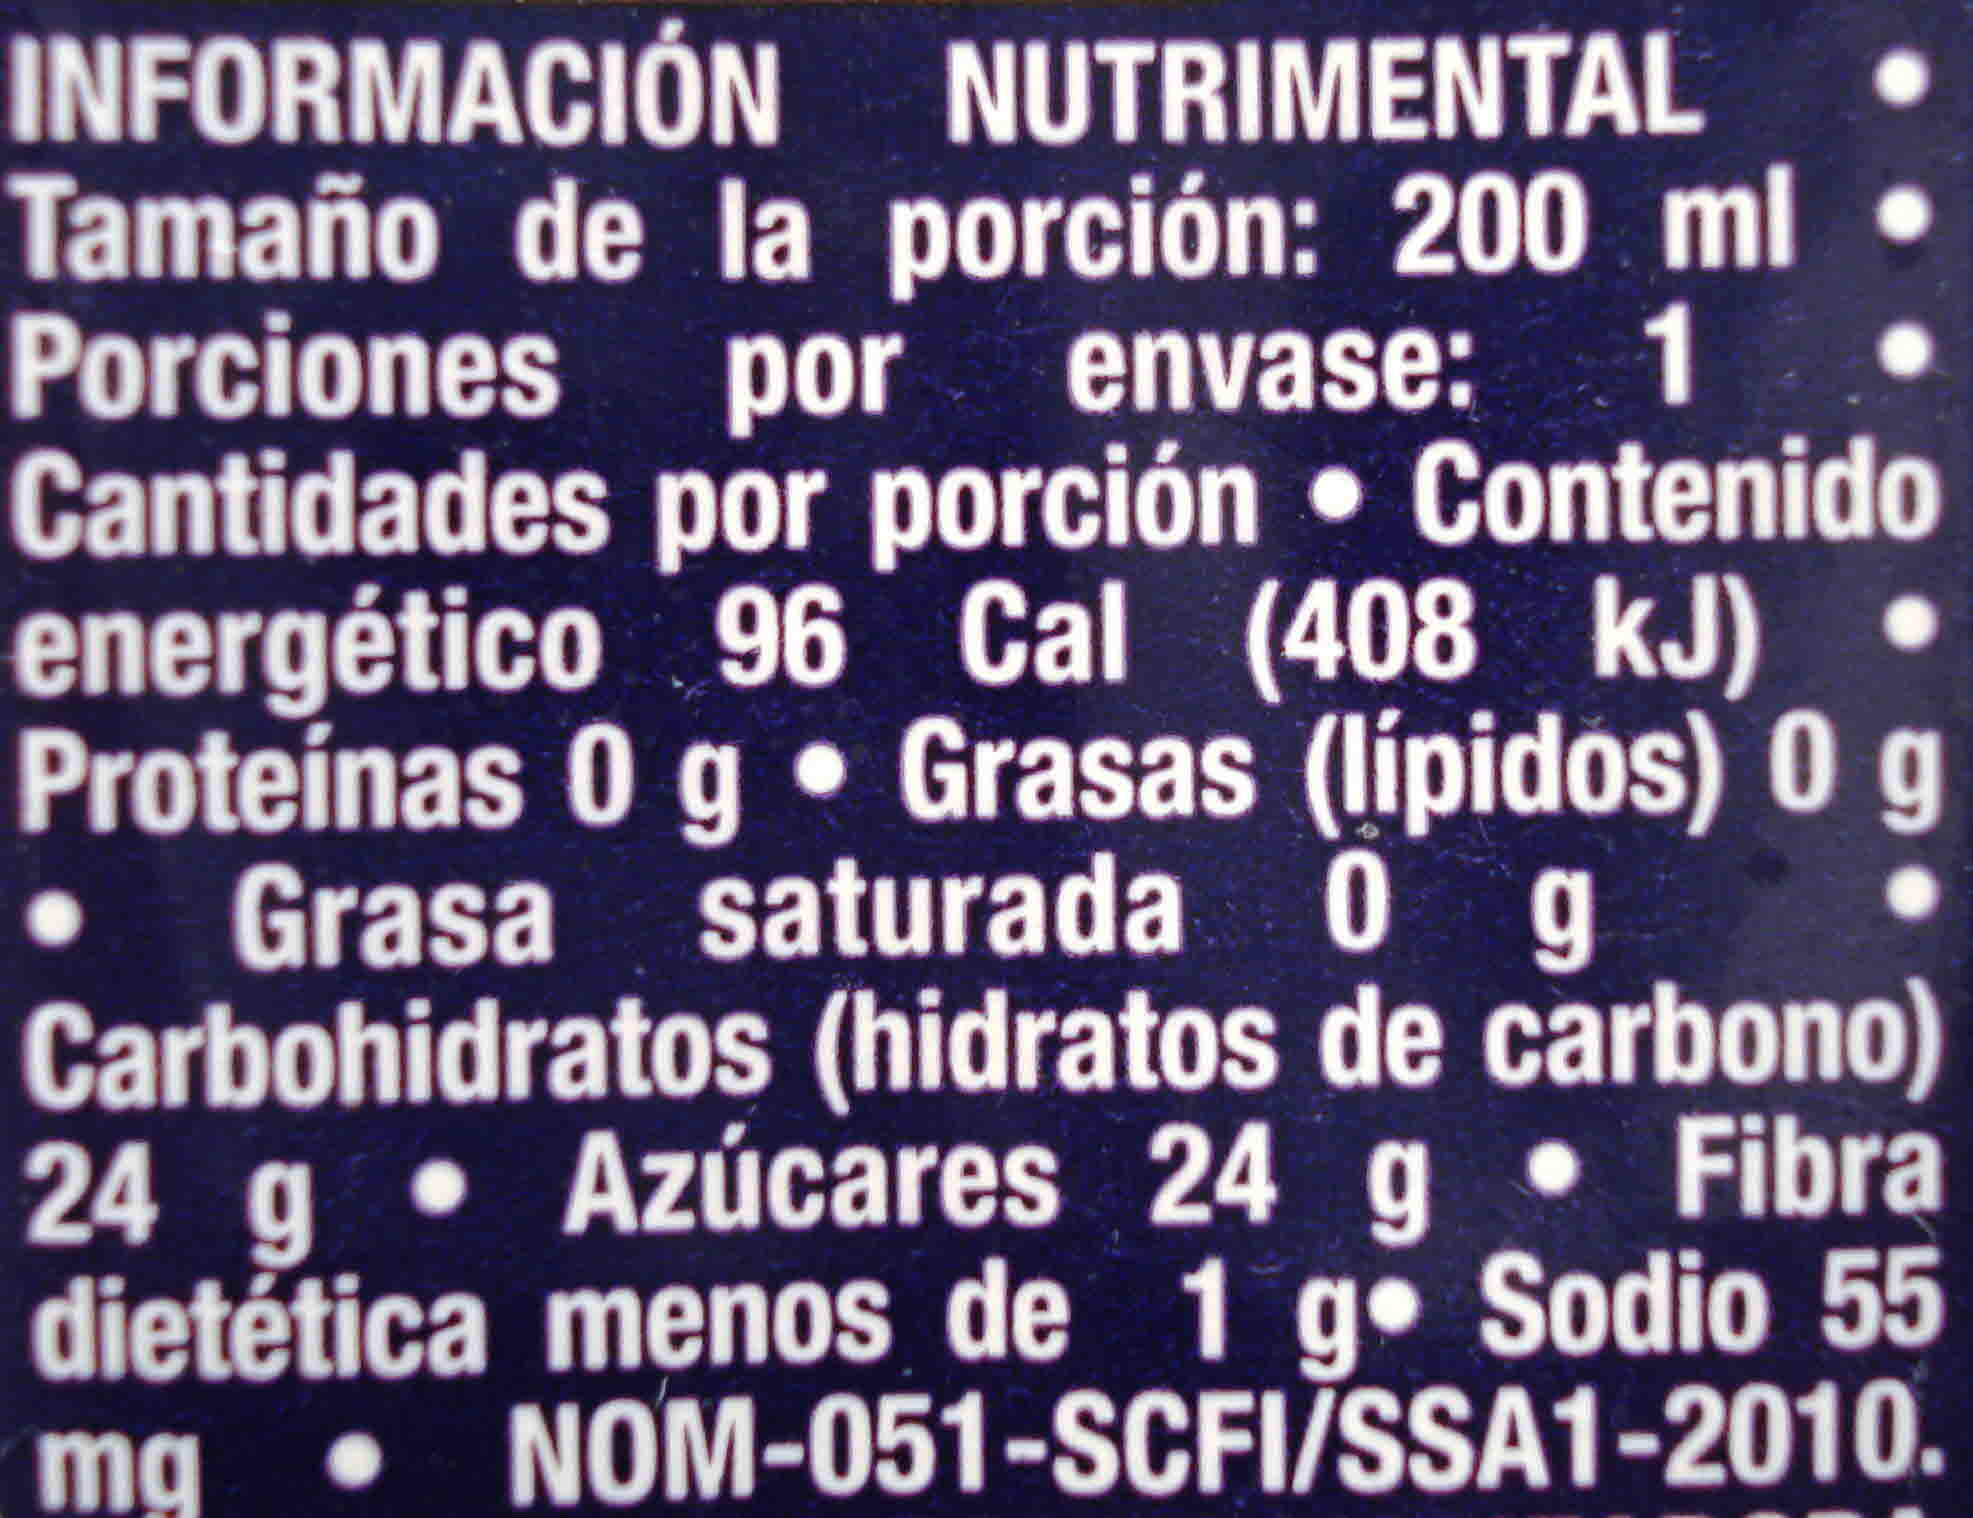 INFORMACIÓN NUTRIMENTAL •
Tamaño de la porción: 200 ml •
Porciones por envase: 1 •
Cantidades por porción • Contenido
energético 96 Cal (408 kJ) •
Proteínas 0 g • Grasas (lípidos) 0 g
• Grasa saturada 0 g •
Carbohidratos (hidratos de carbono)
24 g • Azúcares 24 g • Fibra
dietética menos de 1 g• Sodio 55
mg • NOM-051-SCFI/SSA1-2010.